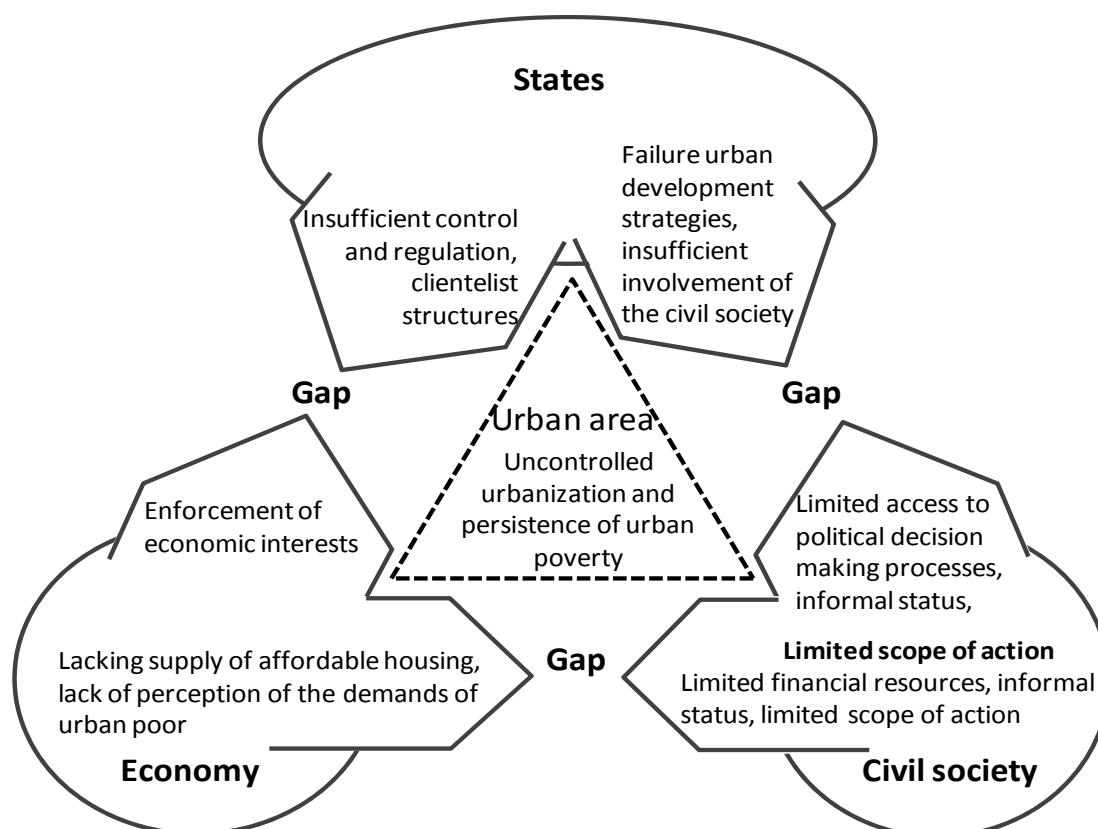 States
Insufficient control
and regulation,
clientelist
structures
Failure urban
development
strategies,
insufficient
involvement of
the civil society
Gap
Gap
Urban area
Uncontrolled
urbanization and
persistence of urban
poverty
Enforcement of
economic interests
Limited access to
political decision
making processes,
informal status,
Gap
Lacking supply of affordable housing,
lack of perception of the demands of
urban poor
Limited scope of action
Limited financial resources, informal
status, limited scope of action
Economy
Civil society